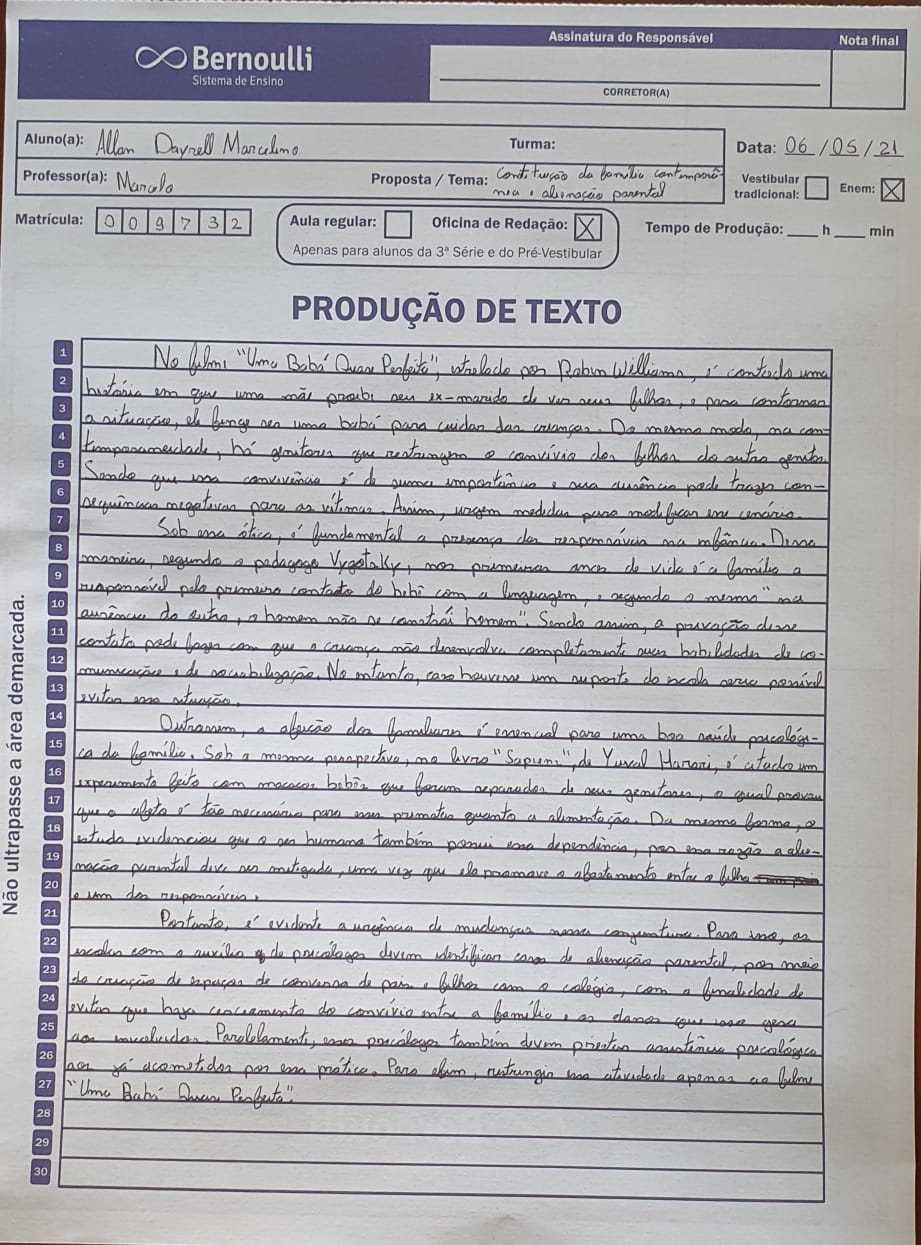 Bernoulli
Sistema de Ensino
Assinatura do Responsável
CORRETOR(A)
Nota final
Aluno(a): Allan Dayrell Marcelino
Turma:
Data: 06/05/21
Professor(a): Marcelo
Proposta / Tema: Constituição da família contemporâ-
nea e alienação parental
Vestibular tradicional:
Enem: X
Matrícula: 009732
Aula regular:
Oficina de Redação: X
Apenas para alunos da 3ª Série e do Pré-Vestibular
Tempo de Produção: ____ h ____ min
PRODUÇÃO DE TEXTO
Não ultrapasse a área demarcada.
1 No filme "Uma Babá Quase Perfeita", estrelado por Robin Williams, é contado uma
2 história em que uma mãe proibe seu ex-marido de ver seus filhos, e para contornar
3 a situação, ele finge ser uma babá para cuidar das crianças. Do mesmo modo, na con-
4 temporaneidade, há genitores que restringem o convívio dos filhos do outro genitor.
5 Sendo que essa convivência é de suma importância e sua ausência pode trazer con-
6 sequências negativas para as vítimas. Assim, urgem medidas para modificar esse cenário.
7 Sob essa ótica, é fundamental a presença dos responsáveis na infância. Dessa
8 maneira, segundo o pedagogo Vygotsky, nos primeiros anos de vida é a família a
9 responsável pelo primeiro contato do bebê com a linguagem, e segundo o mesmo "na
10 ausência do outro, o homem não se constrói homem". Sendo assim, a privação desse
11 contato pode fazer com que a criança não desenvolva completamente suas habilidades de co-
12 municação e de sociabilização. No entanto, caso houvesse um suporte da escola seria possível
13 evitar essa situação.
14 Outrossim, a afeição dos familiares é essencial para uma boa saúde psicológi-
15 ca da família. Sob a mesma perspectiva, no livro "Sapiens", de Yuval Harari, é citado um
16 experimento feito com macacos bebês que foram separados de seus genitores, o qual provou
17 que o afeto é tão necessário para esses primatas quanto a alimentação. Da mesma forma, o
18 estudo evidenciou que o ser humano também possui essa dependência, por essa razão a alie-
19 nação parental deve ser mitigada, uma vez que ela promove o afastamento entre o filho
20 e um dos responsáveis.
21 Portanto, é evidente a urgência de mudanças nessa conjuntura. Para isso, as
22 escolas com o auxílio de psicólogos devem identificar casos de alienação parental, por meio
23 da criação de espaços de conversa de pais e filhos com o colégio, com a finalidade de
24 evitar que haja cerceamento do convívio entre a família e os danos que isso gera
25 aos envolvidos. Paralelamente, esses psicólogos também devem prestar assistência psicológica
26 aos já acometidos por essa prática. Para assim, restringir essa atividade apenas ao filme
27 "Uma Babá Quase Perfeita".
28
29
30